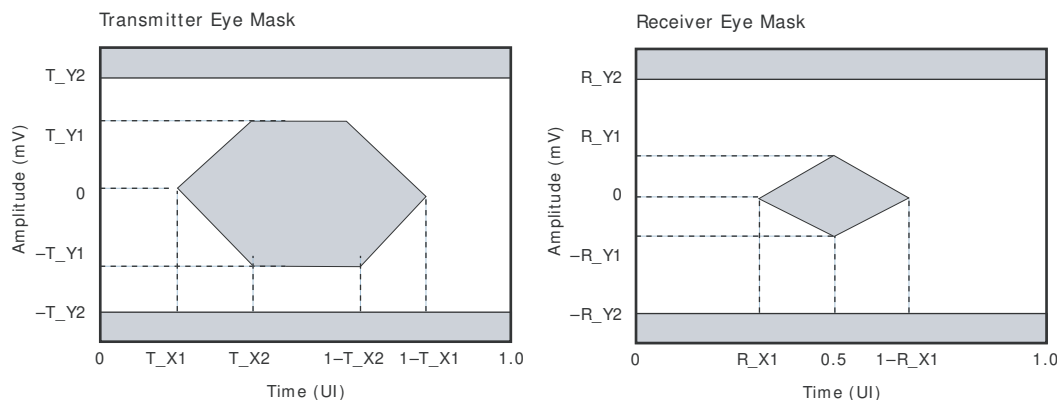 Transmitter Eye Mask
Amplitude (mV)
T_Y2
T_Y1
0
–T_Y1
–T_Y2
0 T_X1 T_X2 1–T_X2 1–T_X1 1.0
Time (UI)
Receiver Eye Mask
Amplitude (mV)
R_Y2
R_Y1
0
–R_Y1
–R_Y2
0 R_X1 0.5 1–R_X1 1.0
Time (UI)